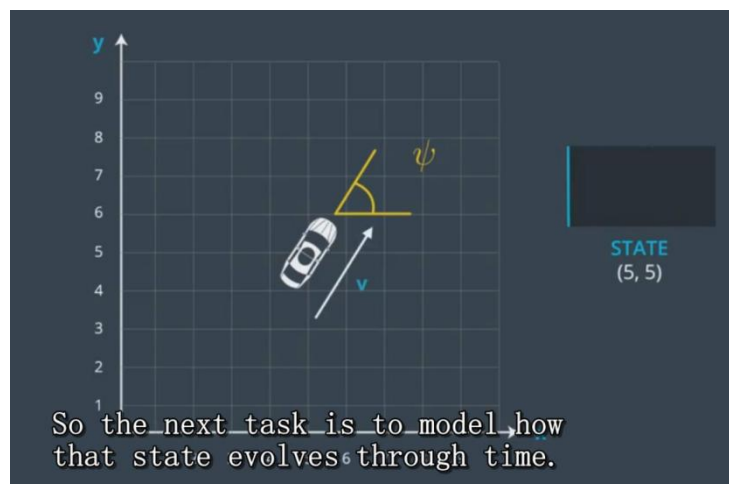 y
9
8
7
6
5
4
3
2
1
ψ
v
STATE
(5, 5)
6
So the next task is to model how
that state evolves through time.